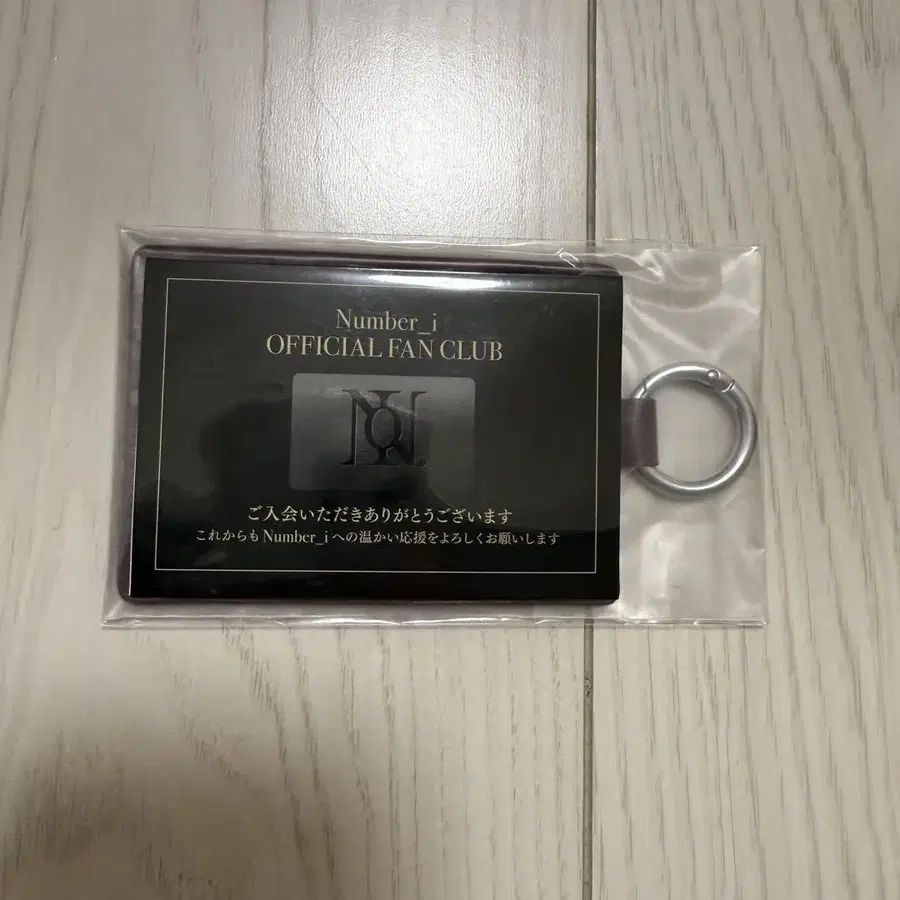 Number_i
OFFICIAL FAN CLUB
ご入会いただきありがとうございます
これからもNumber_iへの温かい応援をよろしくお願いします